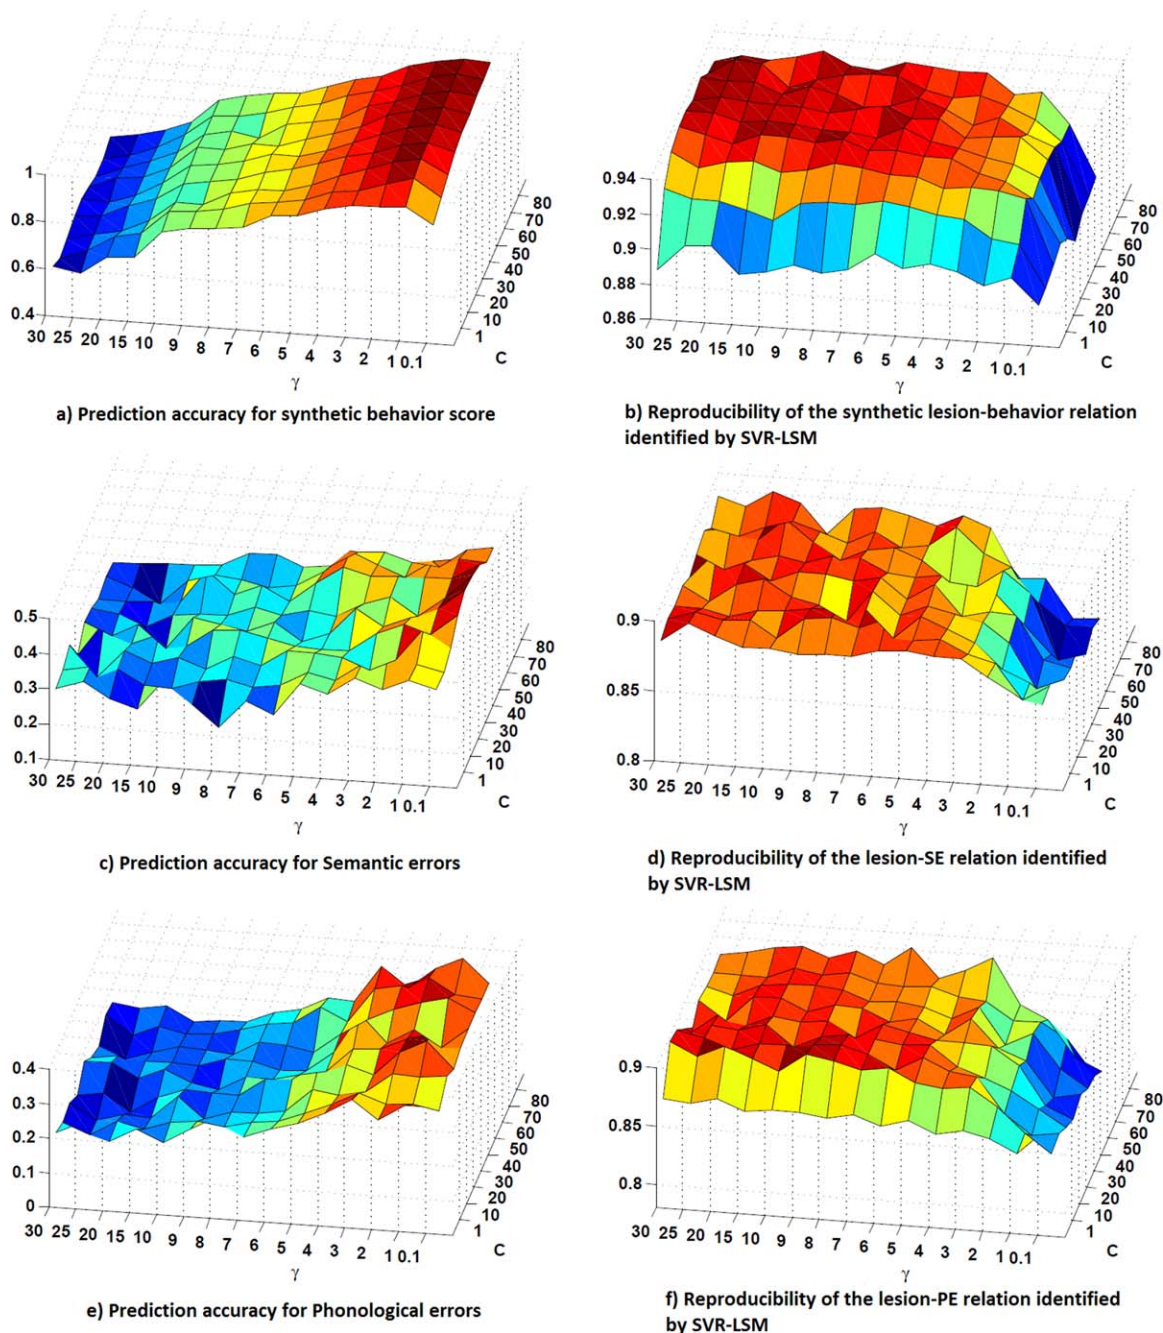 1
0.8
0.6
0.4
30 25 20 15 10 9 8 7 6 5 4 3 2 1 0.1
γ
80
70
60
50
40
30
20
10
1
C
a) Prediction accuracy for synthetic behavior score
0.94
0.92
0.9
0.88
0.86
30 25 20 15 10 9 8 7 6 5 4 3 2 1 0.1
γ
80
70
60
50
40
30
20
10
1
C
b) Reproducibility of the synthetic lesion-behavior relation
identified by SVR-LSM
0.5
0.4
0.3
0.2
0.1
30 25 20 15 10 9 8 7 6 5 4 3 2 1 0.1
γ
80
70
60
50
40
30
20
10
1
C
c) Prediction accuracy for Semantic errors
0.9
0.85
0.8
30 25 20 15 10 9 8 7 6 5 4 3 2 1 0.1
γ
80
70
60
50
40
30
20
10
1
C
d) Reproducibility of the lesion-SE relation identified
by SVR-LSM
0.4
0.3
0.2
0.1
0
30 25 20 15 10 9 8 7 6 5 4 3 2 1 0.1
γ
80
70
60
50
40
30
20
10
1
C
e) Prediction accuracy for Phonological errors
0.9
0.85
0.8
30 25 20 15 10 9 8 7 6 5 4 3 2 1 0.1
γ
80
70
60
50
40
30
20
10
1
C
f) Reproducibility of the lesion-PE relation identified
by SVR-LSM